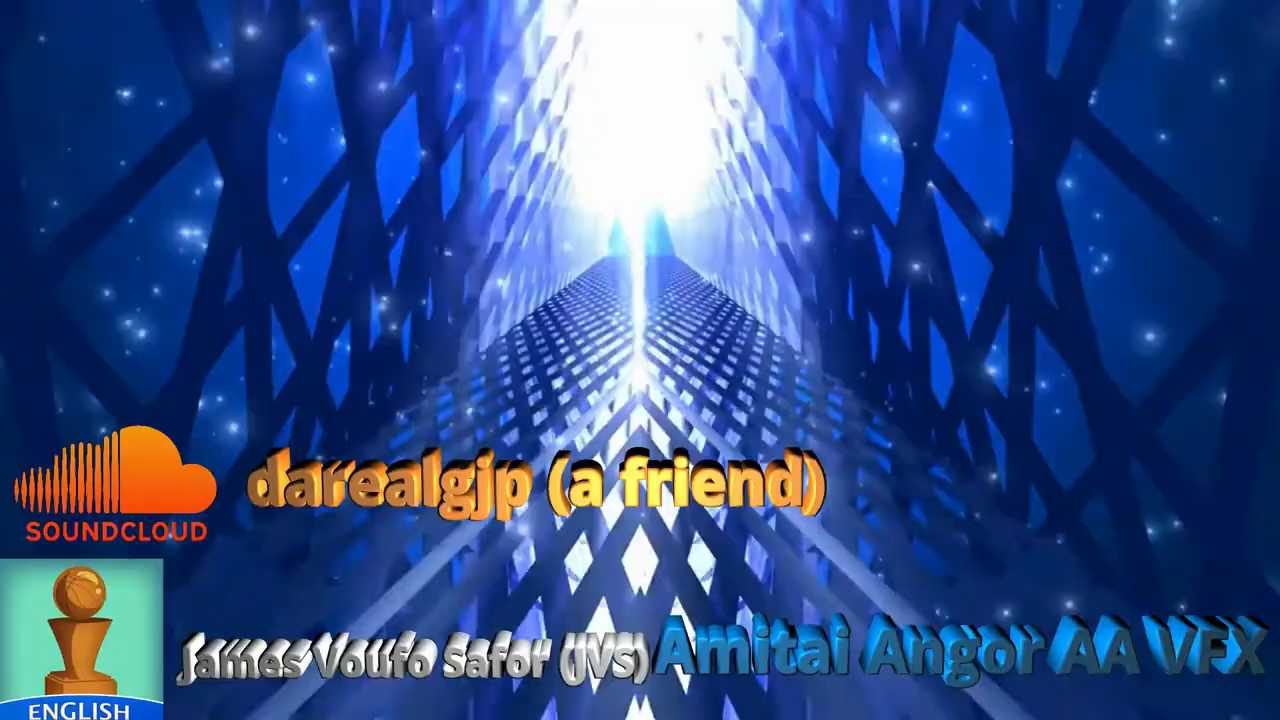 darealgjp (a friend)
SOUNDCLOUD
James Voufo Safor (JVS) Amitai Angor AA VFX
ENGLISH